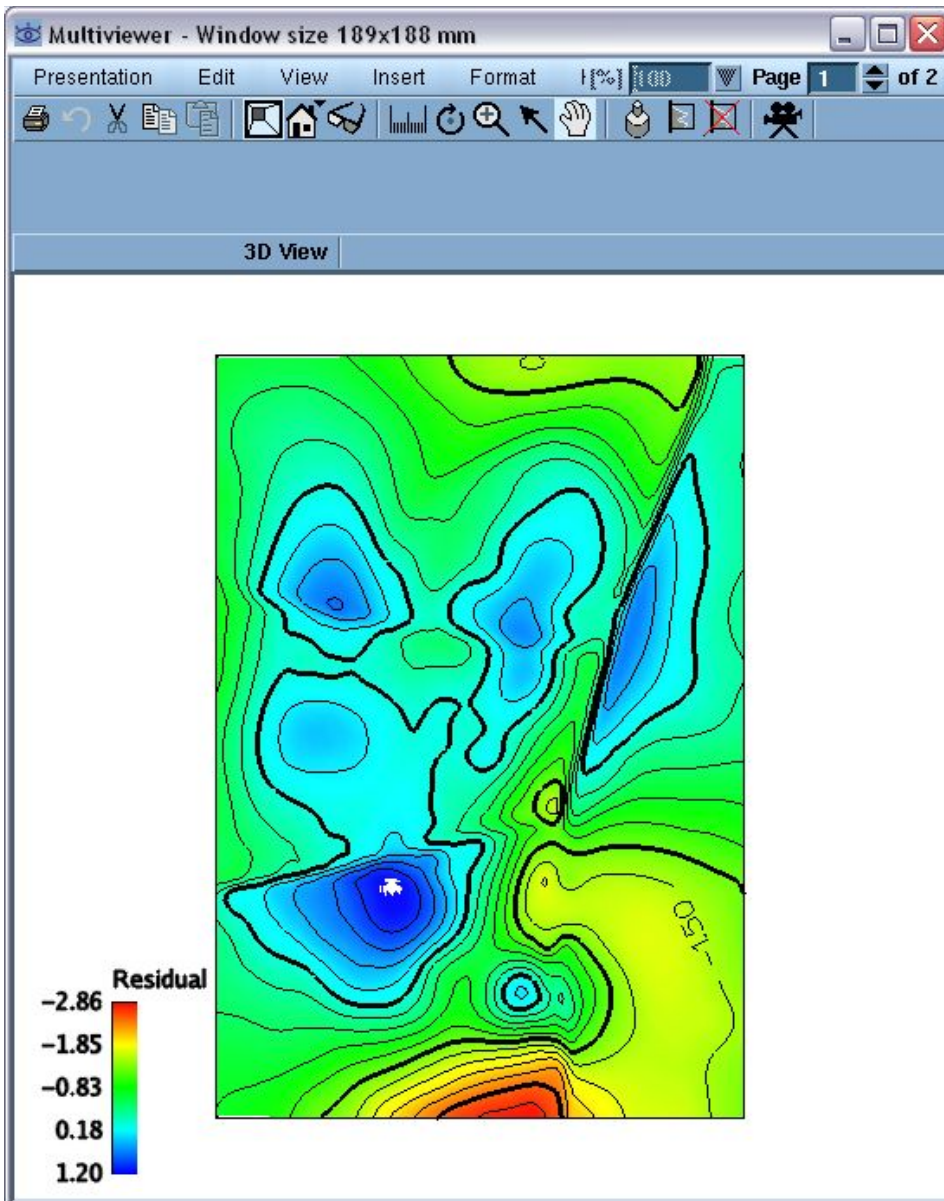 Multiviewer - Window size 189x188 mm
Presentation Edit View Insert Format H[%] 100 Page 1 of 2
3D View
-150
Residual
-2.86
-1.85
-0.83
0.18
1.20